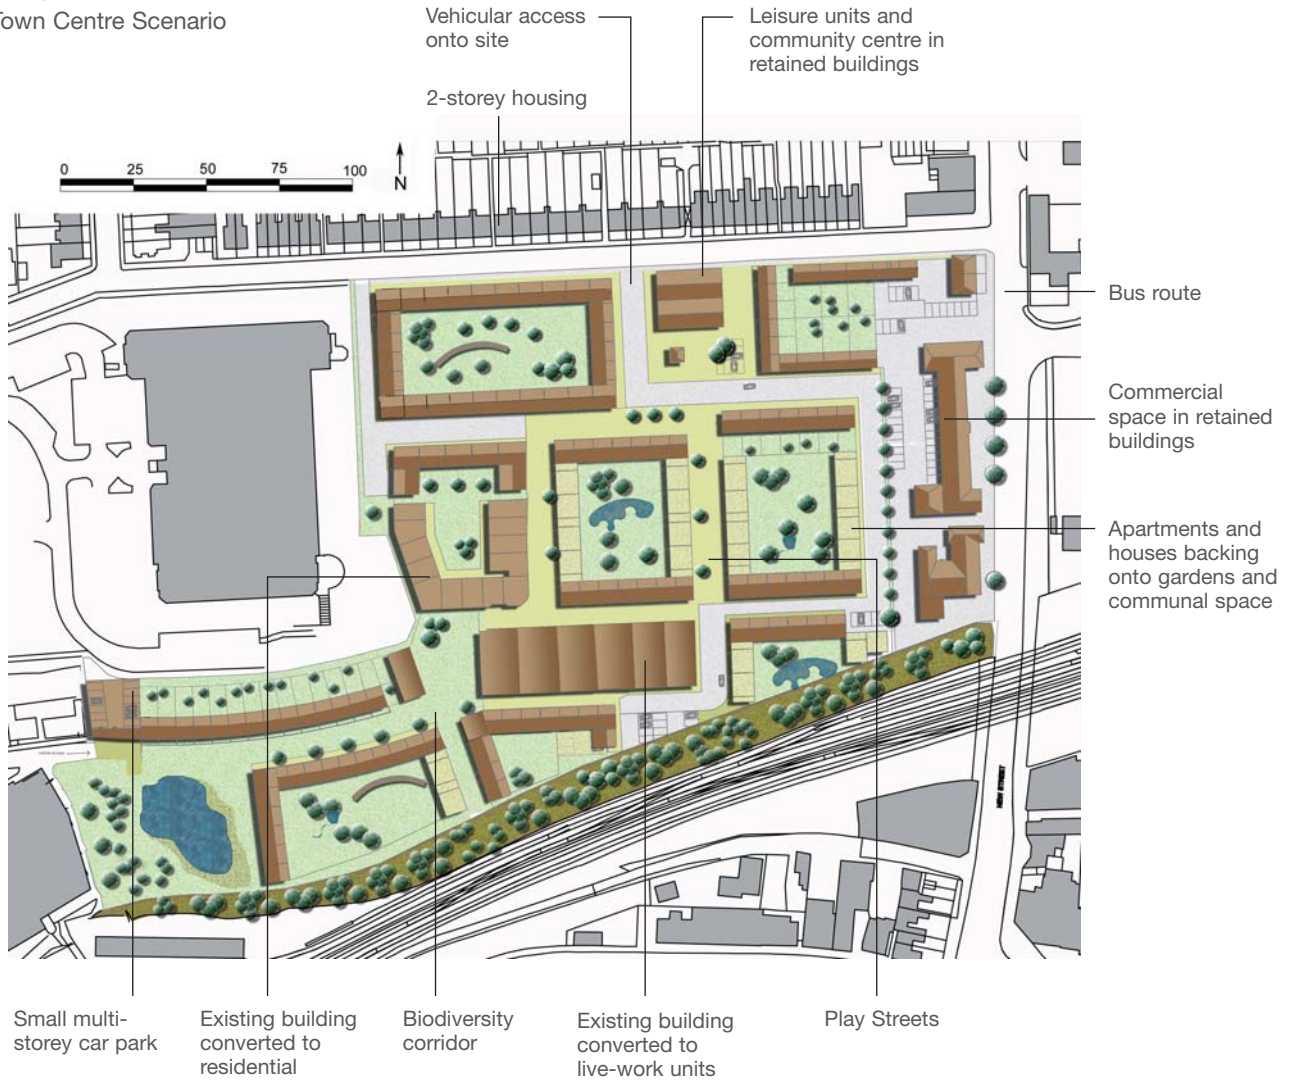 Town Centre Scenario
Vehicular access
onto site
Leisure units and
community centre in
retained buildings
2-storey housing
0 25 50 75 100
N
Bus route
Commercial
space in retained
buildings
Apartments and
houses backing
onto gardens and
communal space
NEW STREET
Small multi-
storey car park
Existing building
converted to
residential
Biodiversity
corridor
Existing building
converted to
live-work units
Play Streets